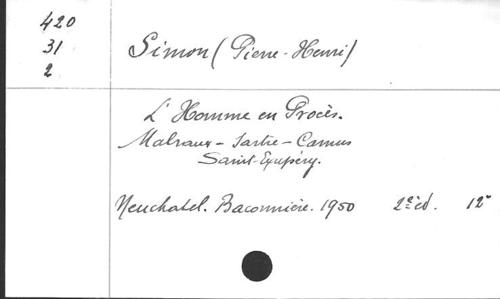 420
31
2
Simon (Pierre-Henri)
L'Homme en Procès.
Malraux - Sartre - Camus
Saint-Exupéry.
Neuchatel. Baconnière. 1950 2e éd. 12°